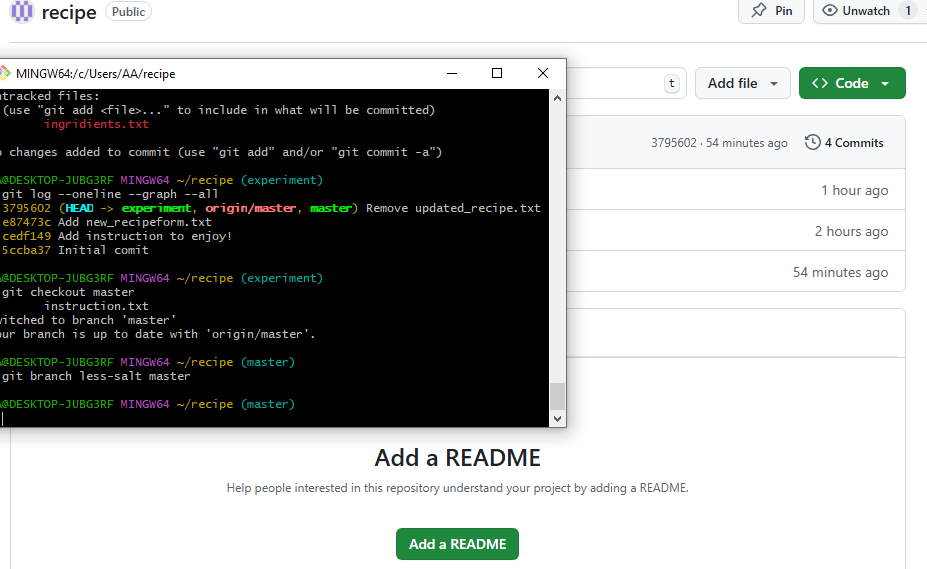 recipe Public
Pin
Unwatch 1
MINGW64:/c/Users/AA/recipe
t
Add file
Code
ntracked files:
(use "git add <file>..." to include in what will be committed)
ingridients.txt
o changes added to commit (use "git add" and/or "git commit -a")
3795602 · 54 minutes ago
4 Commits
@DESKTOP-JUBG3RF MINGW64 ~/recipe (experiment)
git log --oneline --graph --all
3795602 (HEAD -> experiment, origin/master, master) Remove updated_recipe.txt
e87473c Add new_recipeform.txt
cedf149 Add instruction to enjoy!
5ccba37 Initial comit
1 hour ago
2 hours ago
54 minutes ago
@DESKTOP-JUBG3RF MINGW64 ~/recipe (experiment)
git checkout master
instruction.txt
witched to branch 'master'
our branch is up to date with 'origin/master'.
@DESKTOP-JUBG3RF MINGW64 ~/recipe (master)
git branch less-salt master
@DESKTOP-JUBG3RF MINGW64 ~/recipe (master)
Add a README
Help people interested in this repository understand your project by adding a README.
Add a README